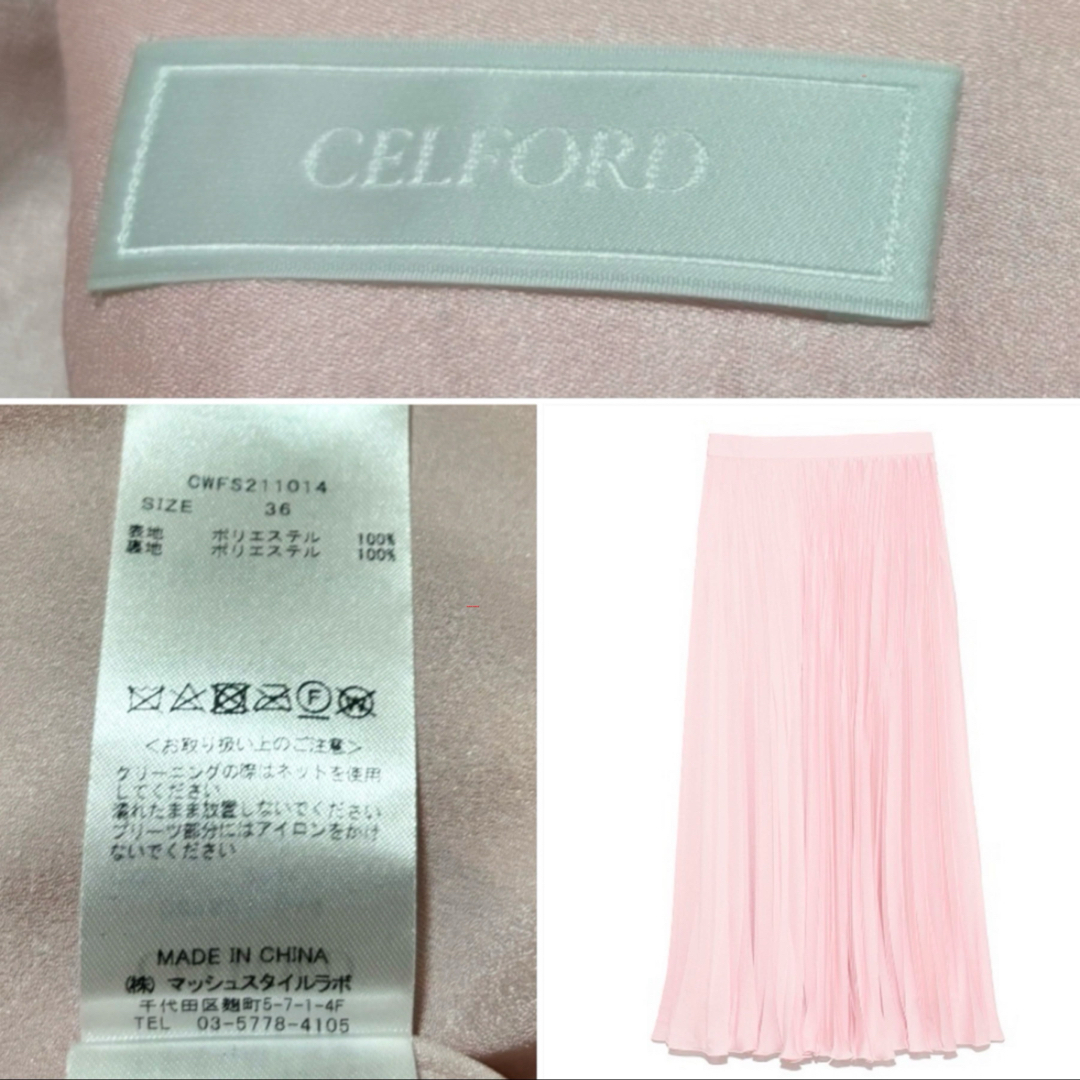 CELFORD
CWFS211014
SIZE 36
表地 ポリエステル 100%
裏地 ポリエステル 100%
F W
<お取り扱い上のご注意>
クリーニングの際はネットを使用
してください
濡れたまま放置しないでください
プリーツ部分にはアイロンをかけ
ないでください
MADE IN CHINA
(株) マッシュスタイルラボ
千代田区麹町5-7-1-4F
TEL 03-5778-4105